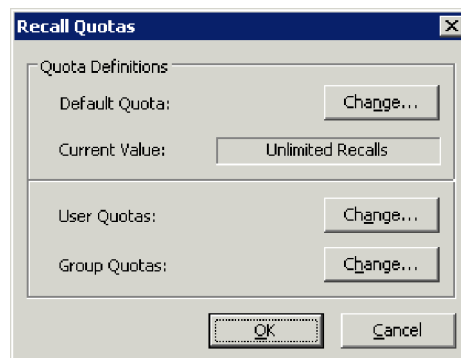 Recall Quotas
Quota Definitions
Default Quota: Change...
Current Value: Unlimited Recalls
User Quotas: Change...
Group Quotas: Change...
OK Cancel